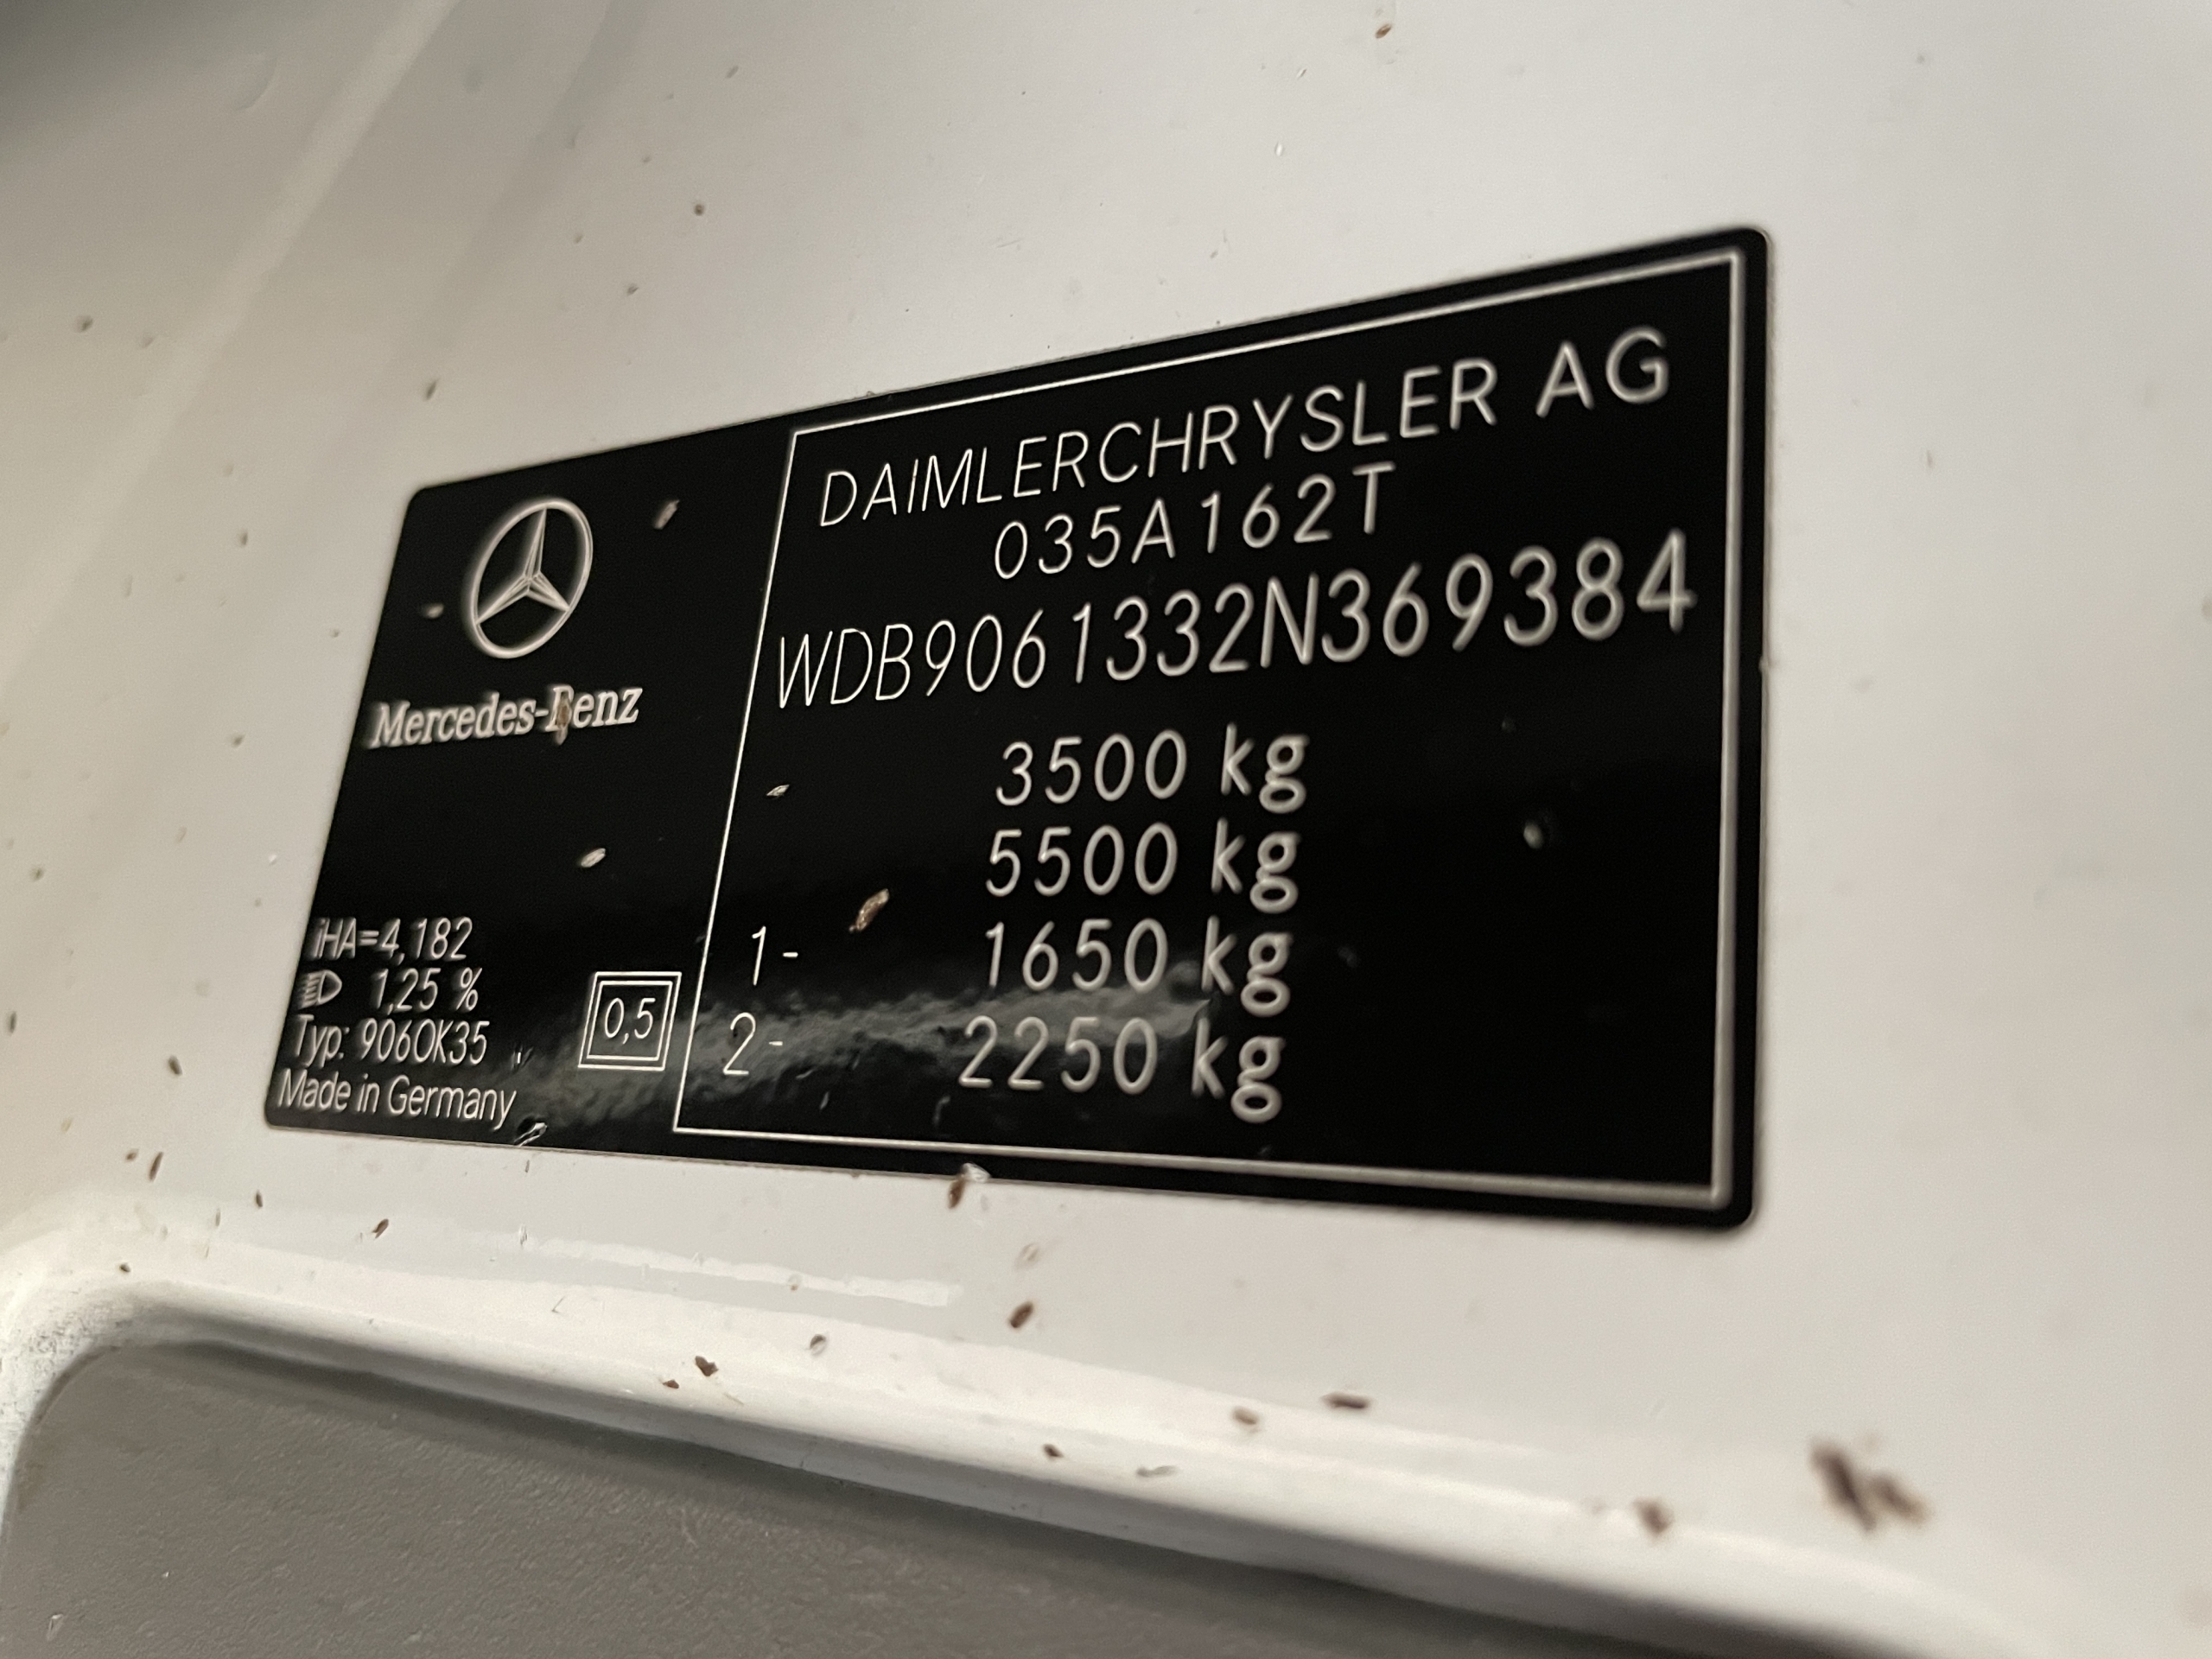 Mercedes-Benz
iHA=4,182
1,25 %
Typ: 906OK35
Made in Germany
0,5
DAIMLERCHRYSLER AG
035A162T
WDB9061332N369384
3500 kg
5500 kg
1- 1650 kg
2- 2250 kg